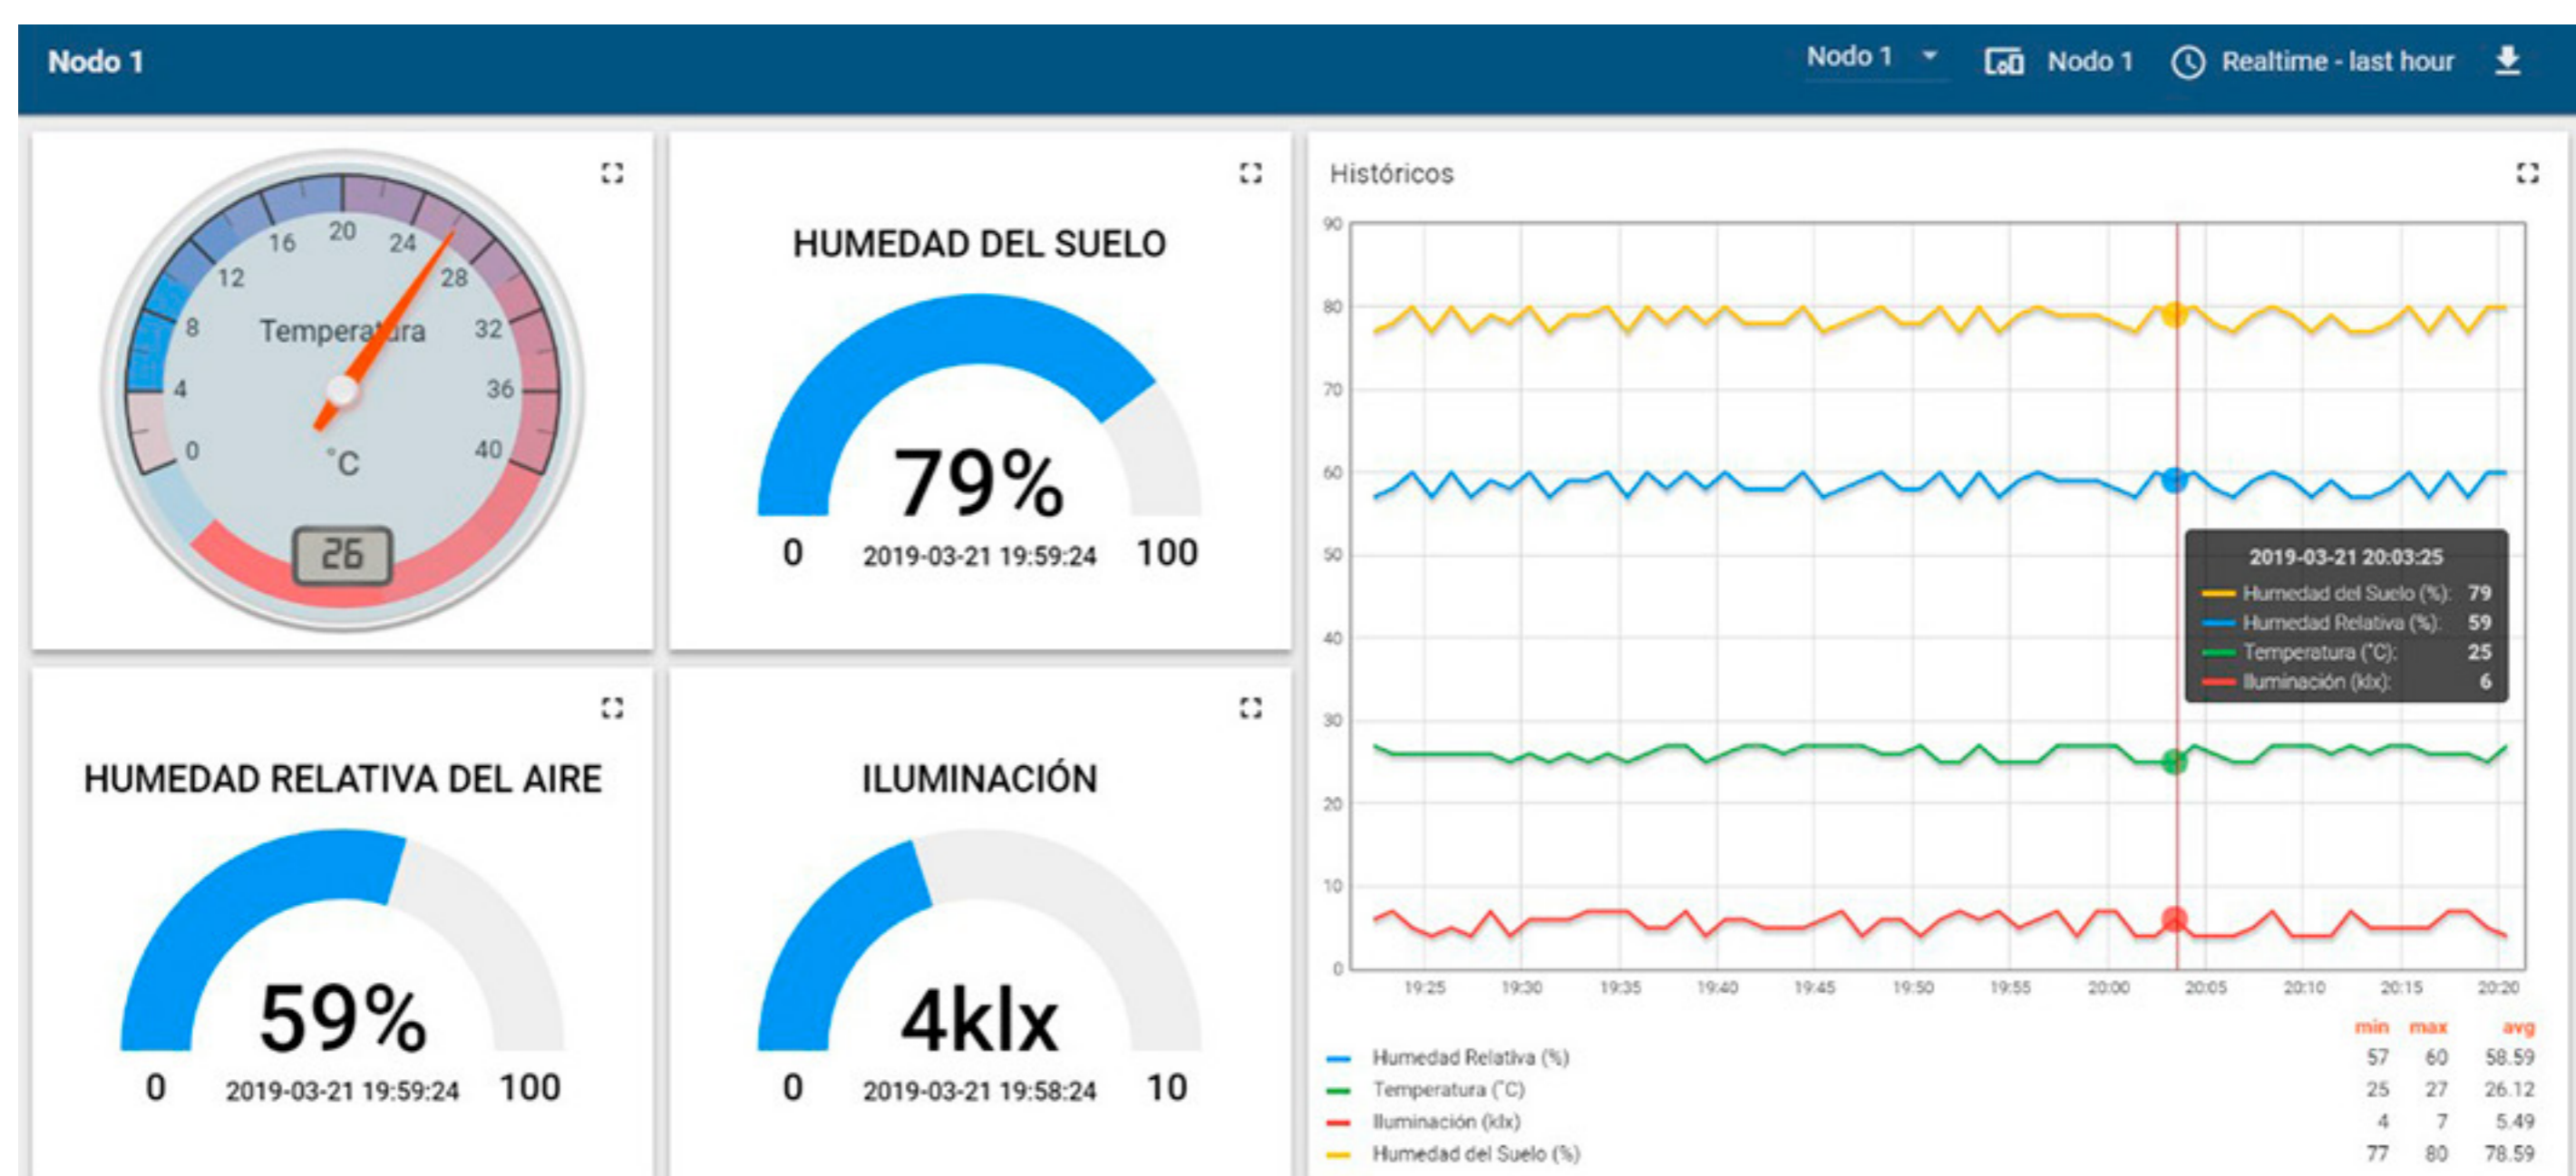 Nodo 1
Nodo 1 Nodo 1 Realtime - last hour
0 4 8 12 16 20 24 28 32 36 40
Temperatura
°C
26
HUMEDAD DEL SUELO
79%
0 2019-03-21 19:59:24 100
HUMEDAD RELATIVA DEL AIRE
59%
0 2019-03-21 19:59:24 100
ILUMINACIÓN
4klx
0 2019-03-21 19:58:24 10
Históricos
90
80
70
60
50
40
30
20
10
0
2019-03-21 20:03:25
Humedad del Suelo (%): 79
Humedad Relativa (%): 59
Temperatura (°C): 25
Iluminación (klx): 6
19:25 19:30 19:35 19:40 19:45 19:50 19:55 20:00 20:05 20:10 20:15 20:20
min max avg
Humedad Relativa (%) 57 60 58.59
Temperatura (°C) 25 27 26.12
Iluminación (klx) 4 7 5.49
Humedad del Suelo (%) 77 80 78.59